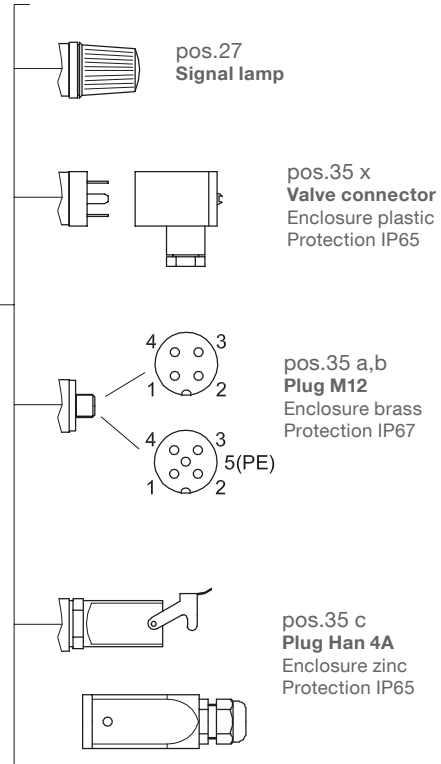 pos.27
Signal lamp
pos.35 x
Valve connector
Enclosure plastic
Protection IP65
4 3
1 2
pos.35 a,b
Plug M12
Enclosure brass
Protection IP67
4 3
5(PE)
1 2
pos.35 c
Plug Han 4A
Enclosure zinc
Protection IP65